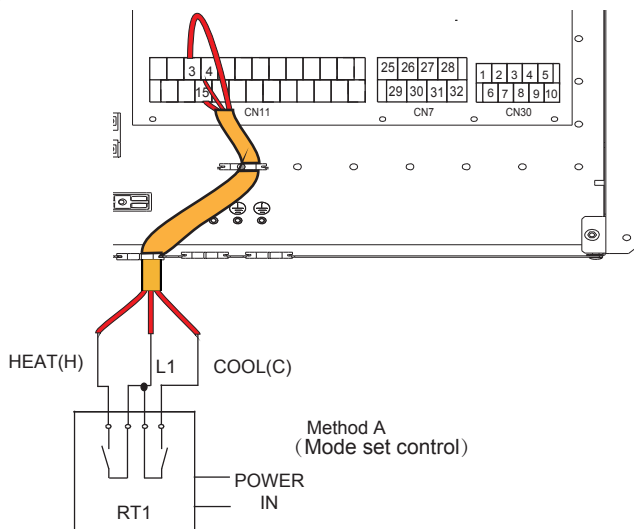 3 4 25 26 27 28 1 2 3 4 5
15 29 30 31 32 6 7 8 9 10
CN11 CN7 CN30
HEAT(H) L1 COOL(C)
Method A
(Mode set control)
POWER
IN
RT1